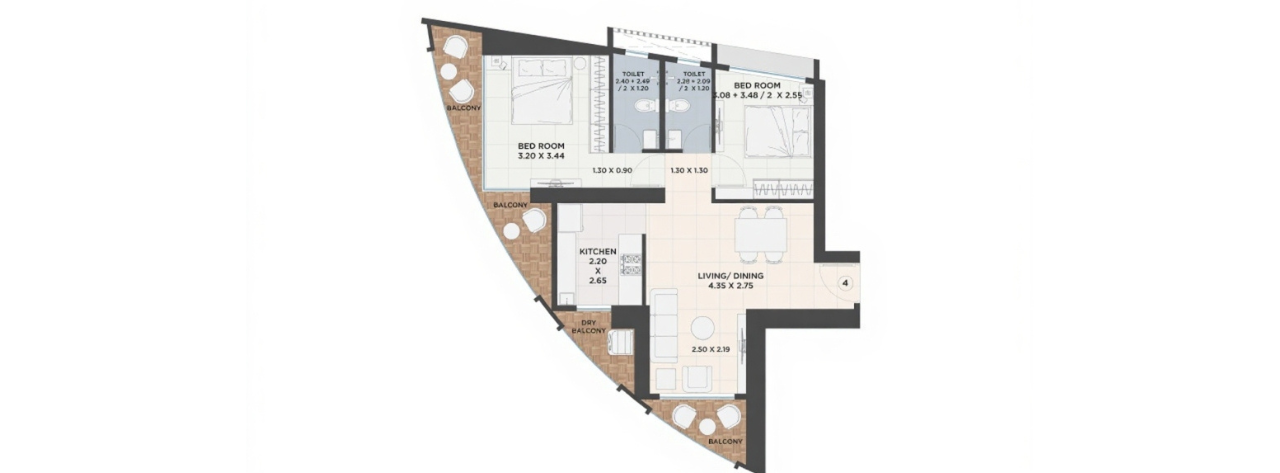 TOILET
2.40 + 2.49
/ 2 X 1.20
TOILET
2.28 + 2.09
/ 2 X 1.20
BED ROOM
3.08 + 3.48 / 2 X 2.55
BALCONY
BED ROOM
3.20 X 3.44
1.30 X 0.90
1.30 X 1.30
BALCONY
KITCHEN
2.20
X
2.65
LIVING/ DINING
4.35 X 2.75
4
DRY
BALCONY
2.50 X 2.19
BALCONY